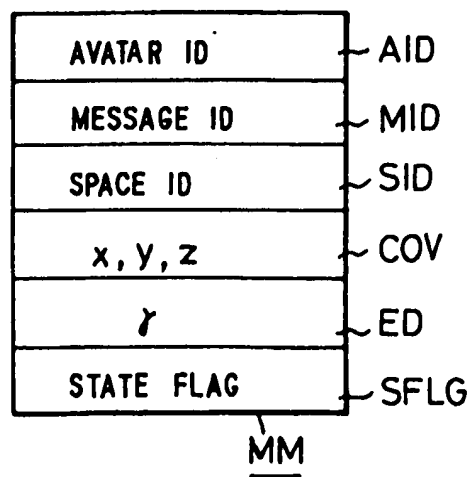 AVATAR ID AID
MESSAGE ID MID
SPACE ID SID
x, y, z COV
γ ED
STATE FLAG SFLG
MM